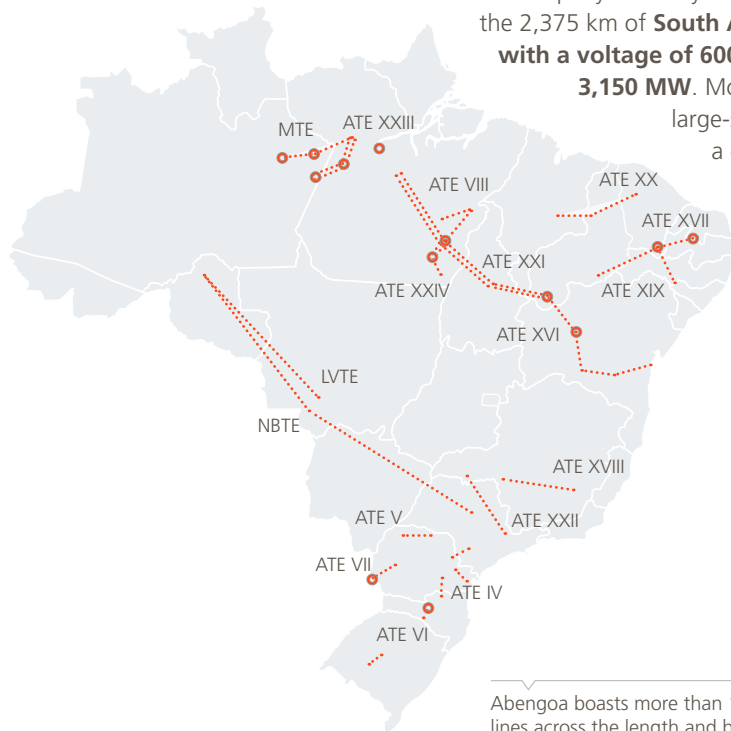 the 2,375 km of South A
with a voltage of 600
3,150 MW. Mo
large-
a
MTE
ATE XXIII
ATE VIII
ATE XX
ATE XVII
ATE XXI
ATE XXIV
ATE XIX
ATE XVI
LVTE
NBTE
ATE XVIII
ATE V
ATE XXII
ATE VII
ATE IV
ATE VI
Abengoa boasts more than
lines across the length and b